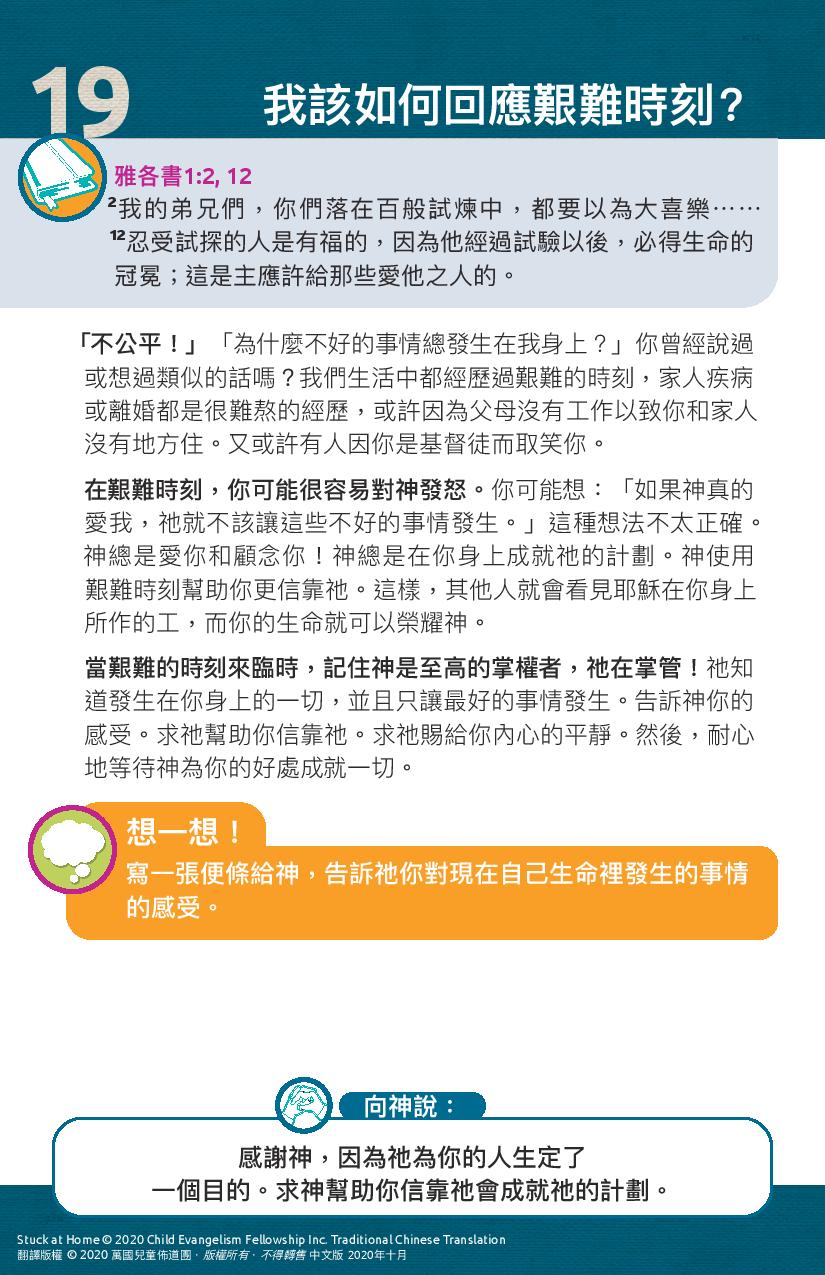 19
我該如何回應艱難時刻？
雅各書1:2, 12
2我的弟兄們，你們落在百般試煉中，都要以為大喜樂⋯⋯
12忍受試探的人是有福的，因為他經過試驗以後，必得生命的
冠冕；這是主應許給那些愛他之人的。
「不公平！」「為什麼不好的事情總發生在我身上？」你曾經說過
或想過類似的話嗎？我們生活中都經歷過艱難的時刻，家人疾病
或離婚都是很難熬的經歷，或許因為父母沒有工作以致你和家人
沒有地方住。又或許有人因你是基督徒而取笑你。
在艱難時刻，你可能很容易對神發怒。你可能想：「如果神真的
愛我，祂就不該讓這些不好的事情發生。」這種想法不太正確。
神總是愛你和顧念你！神總是在你身上成就祂的計劃。神使用
艱難時刻幫助你更信靠祂。這樣，其他人就會看見耶穌在你身上
所作的工，而你的生命就可以榮耀神。
當艱難的時刻來臨時，記住神是至高的掌權者，祂在掌管！祂知
道發生在你身上的一切，並且只讓最好的事情發生。告訴神你的
感受。求祂幫助你信靠祂。求祂賜給你內心的平靜。然後，耐心
地等待神為你的好處成就一切。
想一想！
寫一張便條給神，告訴祂你對現在自己生命裡發生的事情
的感受。
向神說：
感謝神，因為祂為你的人生定了
一個目的。求神幫助你信靠祂會成就祂的計劃。
Stuck at Home © 2020 Child Evangelism Fellowship Inc. Traditional Chinese Translation
翻譯版權 © 2020 萬國兒童佈道團．版權所有．不得轉售 中文版 2020年十月